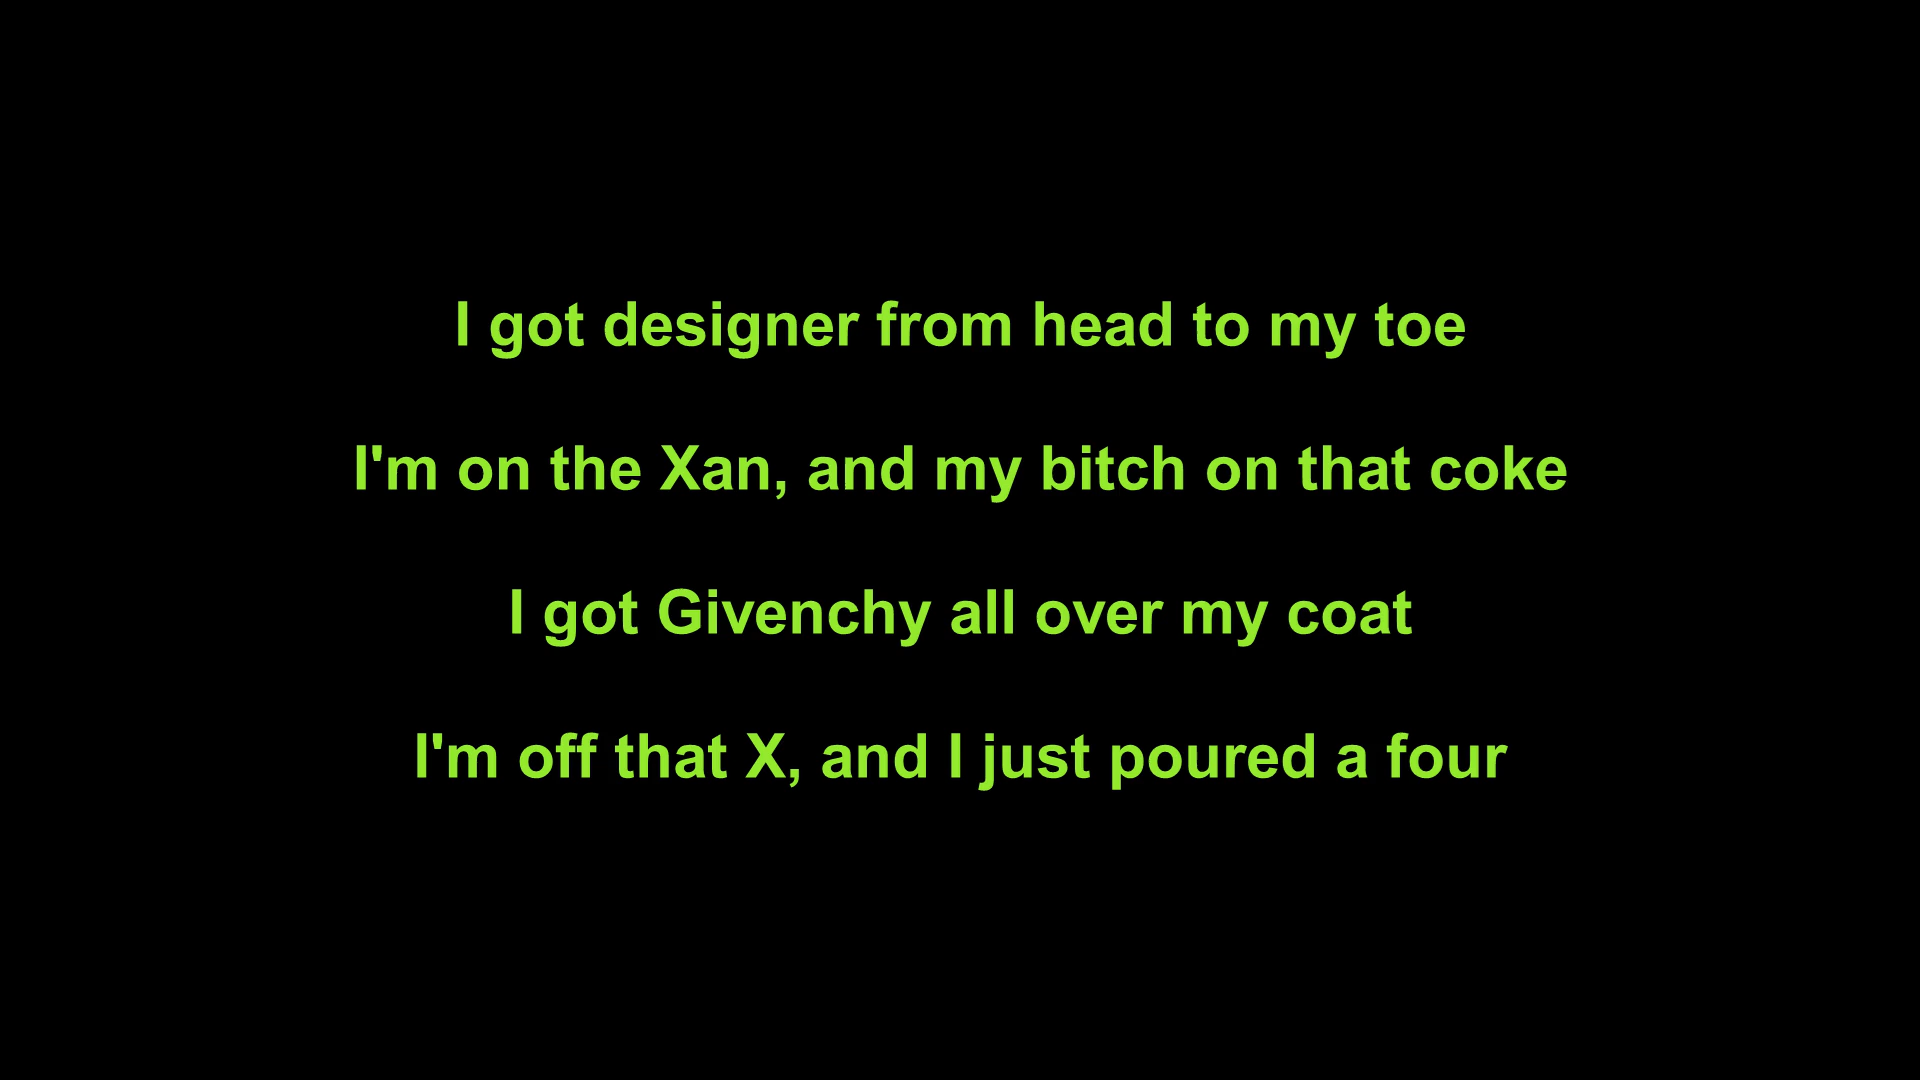 I got designer from head to my toe
I'm on the Xan, and my bitch on that coke
I got Givenchy all over my coat
I'm off that X, and I just poured a four